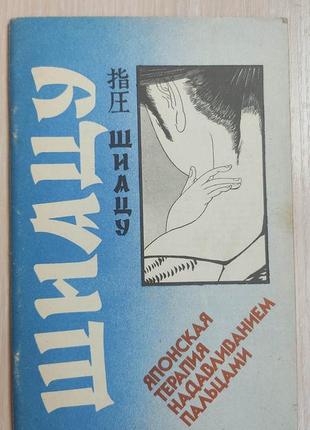 ШИАЦУ
指圧
ШИАЦУ
ЯПОНСКАЯ
ТЕРАПИЯ
НАДАВЛИВАНИЕМ
ПАЛЬЦАМИ